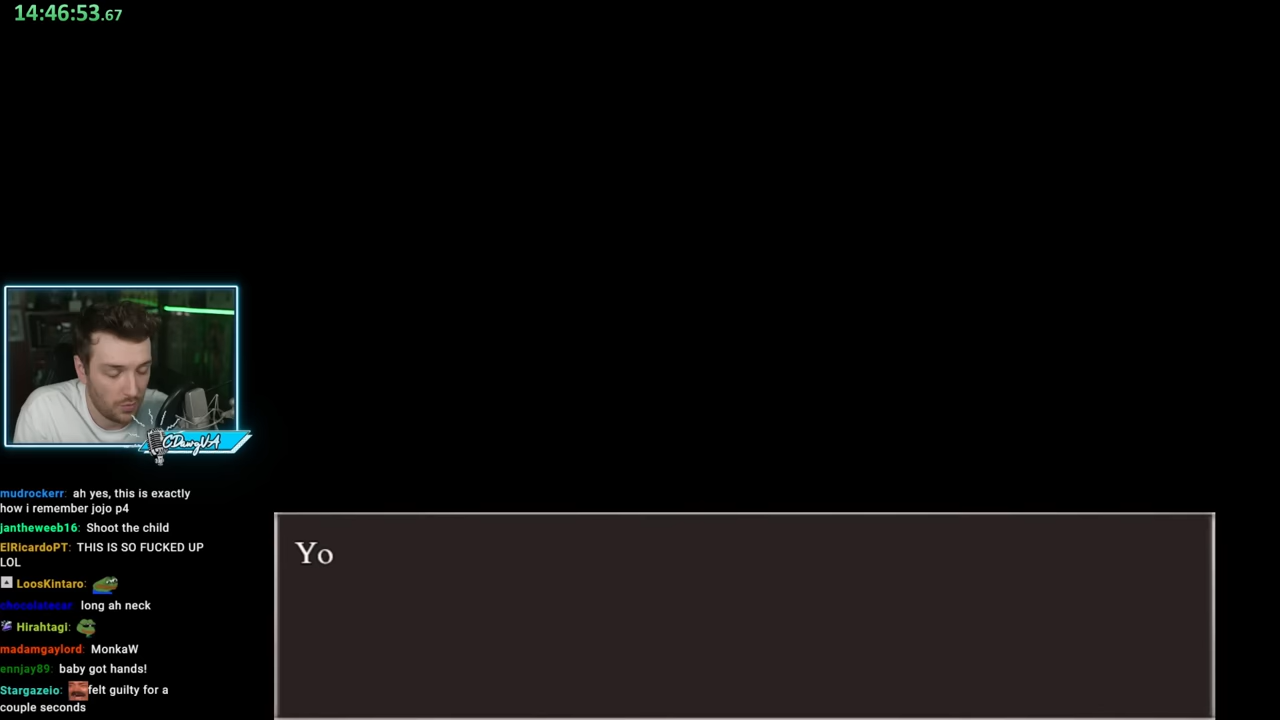 14:46:53.67
CDawgVA
mudrockerr: ah yes, this is exactly
how i remember jojo p4
jantheweeb16: Shoot the child
ElRicardoPT: THIS IS SO FUCKED UP
LOL
LoosKintaro:
long ah neck
Hirahtagi:
madamgaylord: MonkaW
ennjay89: baby got hands!
Stargazeio: felt guilty for a
couple seconds
Yo